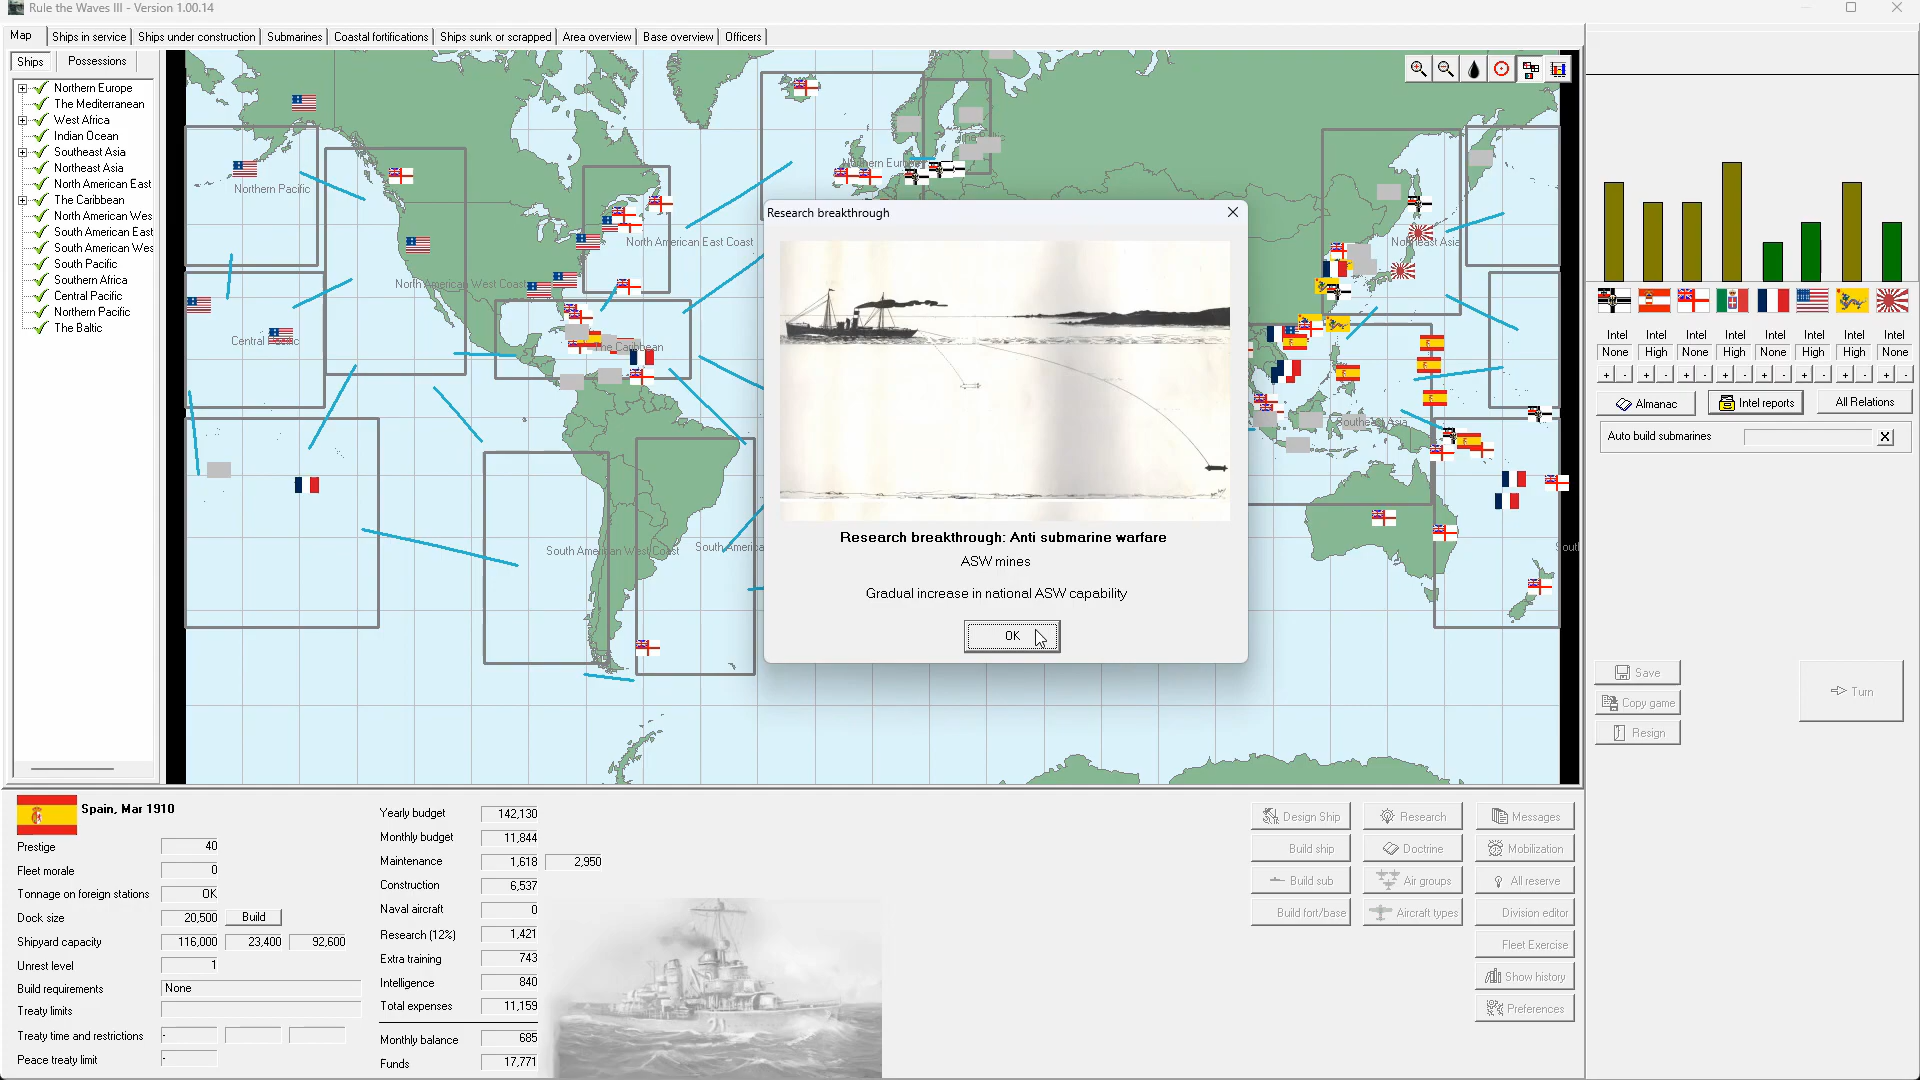 Rule the Waves III - Version 1.00.14
Map
Ships in service
Ships under construction
Submarines
Coastal fortifications
Ships sunk or scrapped
Area overview
Base overview
Officers
Ships
Possessions
Northern Europe
The Mediterranean
West Africa
Indian Ocean
Southeast Asia
Northeast Asia
North American East
The Caribbean
North American Wes
South American East
South American Wes
South Pacific
Southern Africa
Central Pacific
Northern Pacific
The Baltic
Northern Pacific
Northern Europe
North American East Coast
North American West Coast
Central Pacific
The Caribbean
South American West Coast
South America
Northeast Asia
Southeast Asia
Research breakthrough
Research breakthrough: Anti submarine warfare
ASW mines
Gradual increase in national ASW capability
OK
Intel Intel Intel Intel Intel Intel Intel Intel
None High None High None High High None
+ - + - + - + - + - + - + - + -
Almanac
Intel reports
All Relations
Auto build submarines
X
Save
Copy game
Resign
Turn
Spain, Mar 1910
Prestige 40
Fleet morale 0
Tonnage on foreign stations OK
Dock size 20,500 Build
Shipyard capacity 116,000 23,400 92,600
Unrest level 1
Build requirements None
Treaty limits
Treaty time and restrictions -
Peace treaty limit -
Yearly budget 142,130
Monthly budget 11,844
Maintenance 1,618 2,950
Construction 6,537
Naval aircraft 0
Research (12%) 1,421
Extra training 743
Intelligence 840
Total expenses 11,159
Monthly balance 685
Funds 17,771
Design Ship
Research
Messages
Build ship
Doctrine
Mobilization
Build sub
Air groups
All reserve
Build fort/base
Aircraft types
Division editor
Fleet Exercise
Show history
Preferences